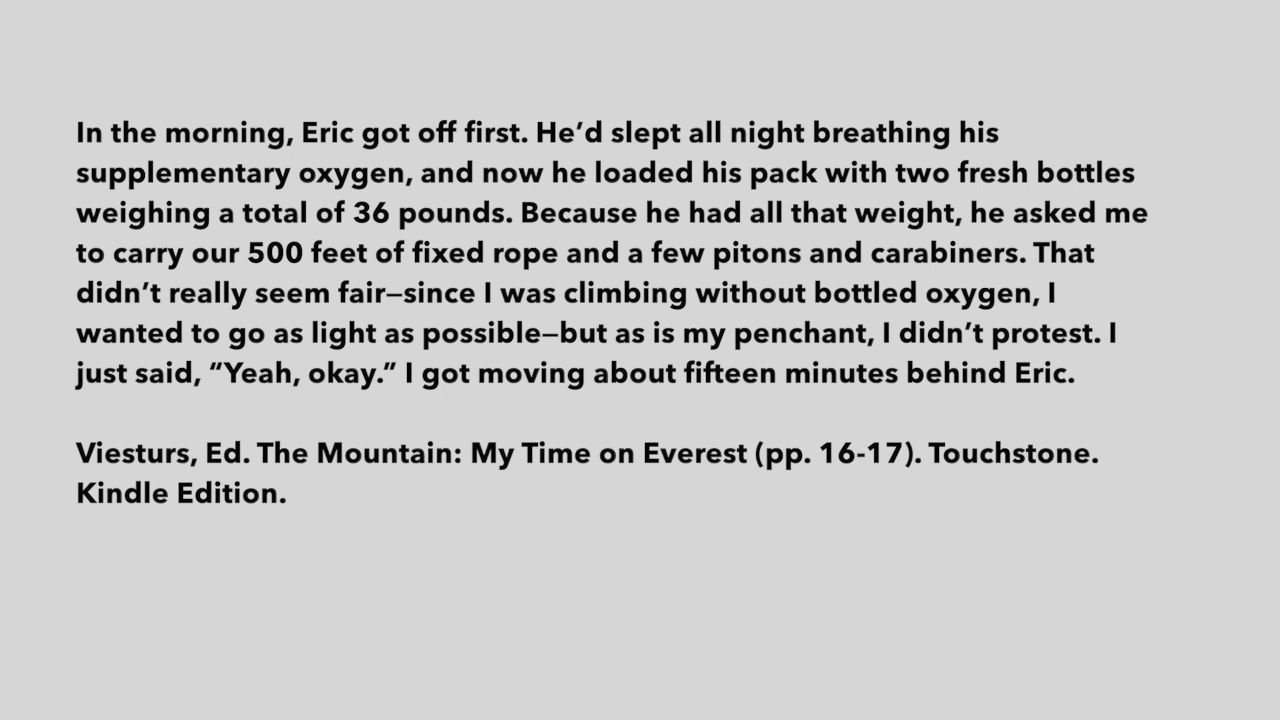 In the morning, Eric got off first. He’d slept all night breathing his
supplementary oxygen, and now he loaded his pack with two fresh bottles
weighing a total of 36 pounds. Because he had all that weight, he asked me
to carry our 500 feet of fixed rope and a few pitons and carabiners. That
didn’t really seem fair—since I was climbing without bottled oxygen, I
wanted to go as light as possible—but as is my penchant, I didn’t protest. I
just said, “Yeah, okay.” I got moving about fifteen minutes behind Eric.
Viesturs, Ed. The Mountain: My Time on Everest (pp. 16-17). Touchstone.
Kindle Edition.